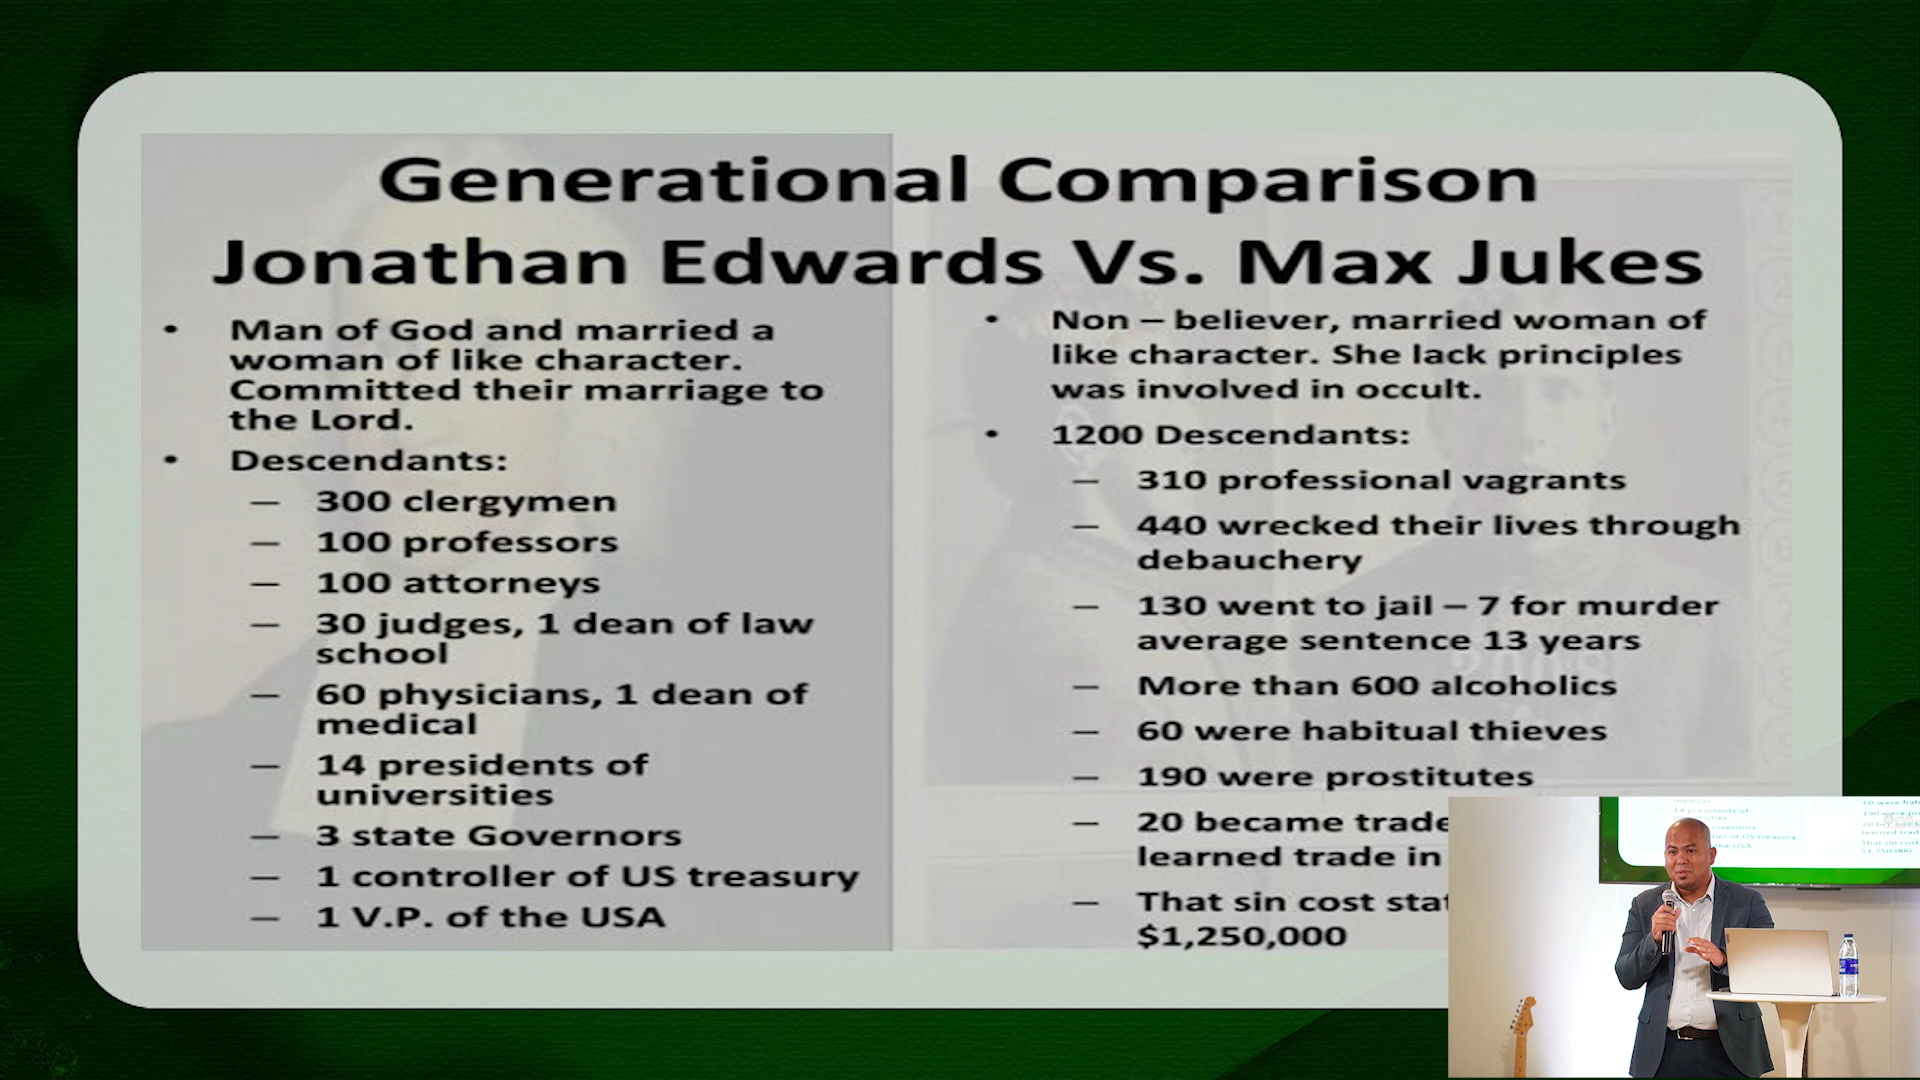 Generational Comparison
Jonathan Edwards Vs. Max Jukes
• Man of God and married a
woman of like character.
Committed their marriage to
the Lord.
• Descendants:
– 300 clergymen
– 100 professors
– 100 attorneys
– 30 judges, 1 dean of law
school
– 60 physicians, 1 dean of
medical
– 14 presidents of
universities
– 3 state Governors
– 1 controller of US treasury
– 1 V.P. of the USA
• Non – believer, married woman of
like character. She lack principles
was involved in occult.
• 1200 Descendants:
– 310 professional vagrants
– 440 wrecked their lives through
debauchery
– 130 went to jail – 7 for murder
average sentence 13 years
– More than 600 alcoholics
– 60 were habitual thieves
– 190 were prostitutes
– 20 became trade
learned trade in
– That sin cost
$1,250,000